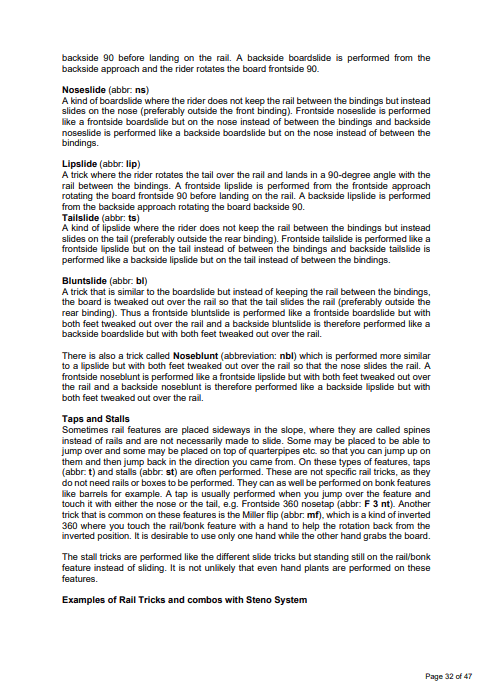 backside 90 before landing on the rail. A backside boardslide is performed from the
backside approach and the rider rotates the board frontside 90.
Noseslide (abbr: ns)
A kind of boardslide where the rider does not keep the rail between the bindings but instead
slides on the nose (preferably outside the front binding). Frontside noseslide is performed
like a frontside boardslide but on the nose instead of between the bindings and backside
noseslide is performed like a backside boardslide but on the nose instead of between the
bindings.
Lipslide (abbr: lip)
A trick where the rider rotates the tail over the rail and lands in a 90-degree angle with the
rail between the bindings. A frontside lipslide is performed from the frontside approach
rotating the board frontside 90 before landing on the rail. A backside lipslide is performed
from the backside approach rotating the board backside 90.
Tailslide (abbr: ts)
A kind of lipslide where the rider does not keep the rail between the bindings but instead
slides on the tail (preferably outside the rear binding). Frontside tailslide is performed like a
frontside lipslide but on the tail instead of between the bindings and backside tailslide is
performed like a backside lipslide but on the tail instead of between the bindings.
Bluntslide (abbr: bl)
A trick that is similar to the boardslide but instead of keeping the rail between the bindings,
the board is tweaked out over the rail so that the tail slides the rail (preferably outside the
rear binding). Thus a frontside bluntslide is performed like a frontside boardslide but with
both feet tweaked out over the rail and a backside bluntslide is therefore performed like a
backside boardslide but with both feet tweaked out over the rail.
There is also a trick called Noseblunt (abbreviation: nbl) which is performed more similar
to a lipslide but with both feet tweaked out over the rail so that the nose slides the rail. A
frontside noseblunt is performed like a frontside lipslide but with both feet tweaked out over
the rail and a backside noseblunt is therefore performed like a backside lipslide but with
both feet tweaked out over the rail.
Taps and Stalls
Sometimes rail features are placed sideways in the slope, where they are called spines
instead of rails and are not necessarily made to slide. Some may be placed to be able to
jump over and some may be placed on top of quarterpipes etc. so that you can jump up on
them and then jump back in the direction you came from. On these types of features, taps
(abbr: t) and stalls (abbr: st) are often performed. These are not specific rail tricks, as they
do not need rails or boxes to be performed. They can as well be performed on bonk features
like barrels for example. A tap is usually performed when you jump over the feature and
touch it with either the nose or the tail, e.g. Frontside 360 nosetap (abbr: F 3 nt). Another
trick that is common on these features is the Miller flip (abbr: mf), which is a kind of inverted
360 where you touch the rail/bonk feature with a hand to help the rotation back from the
inverted position. It is desirable to use only one hand while the other hand grabs the board.
The stall tricks are performed like the different slide tricks but standing still on the rail/bonk
feature instead of sliding. It is not unlikely that even hand plants are performed on these
features.
Examples of Rail Tricks and combos with Steno System
Page 32 of 47